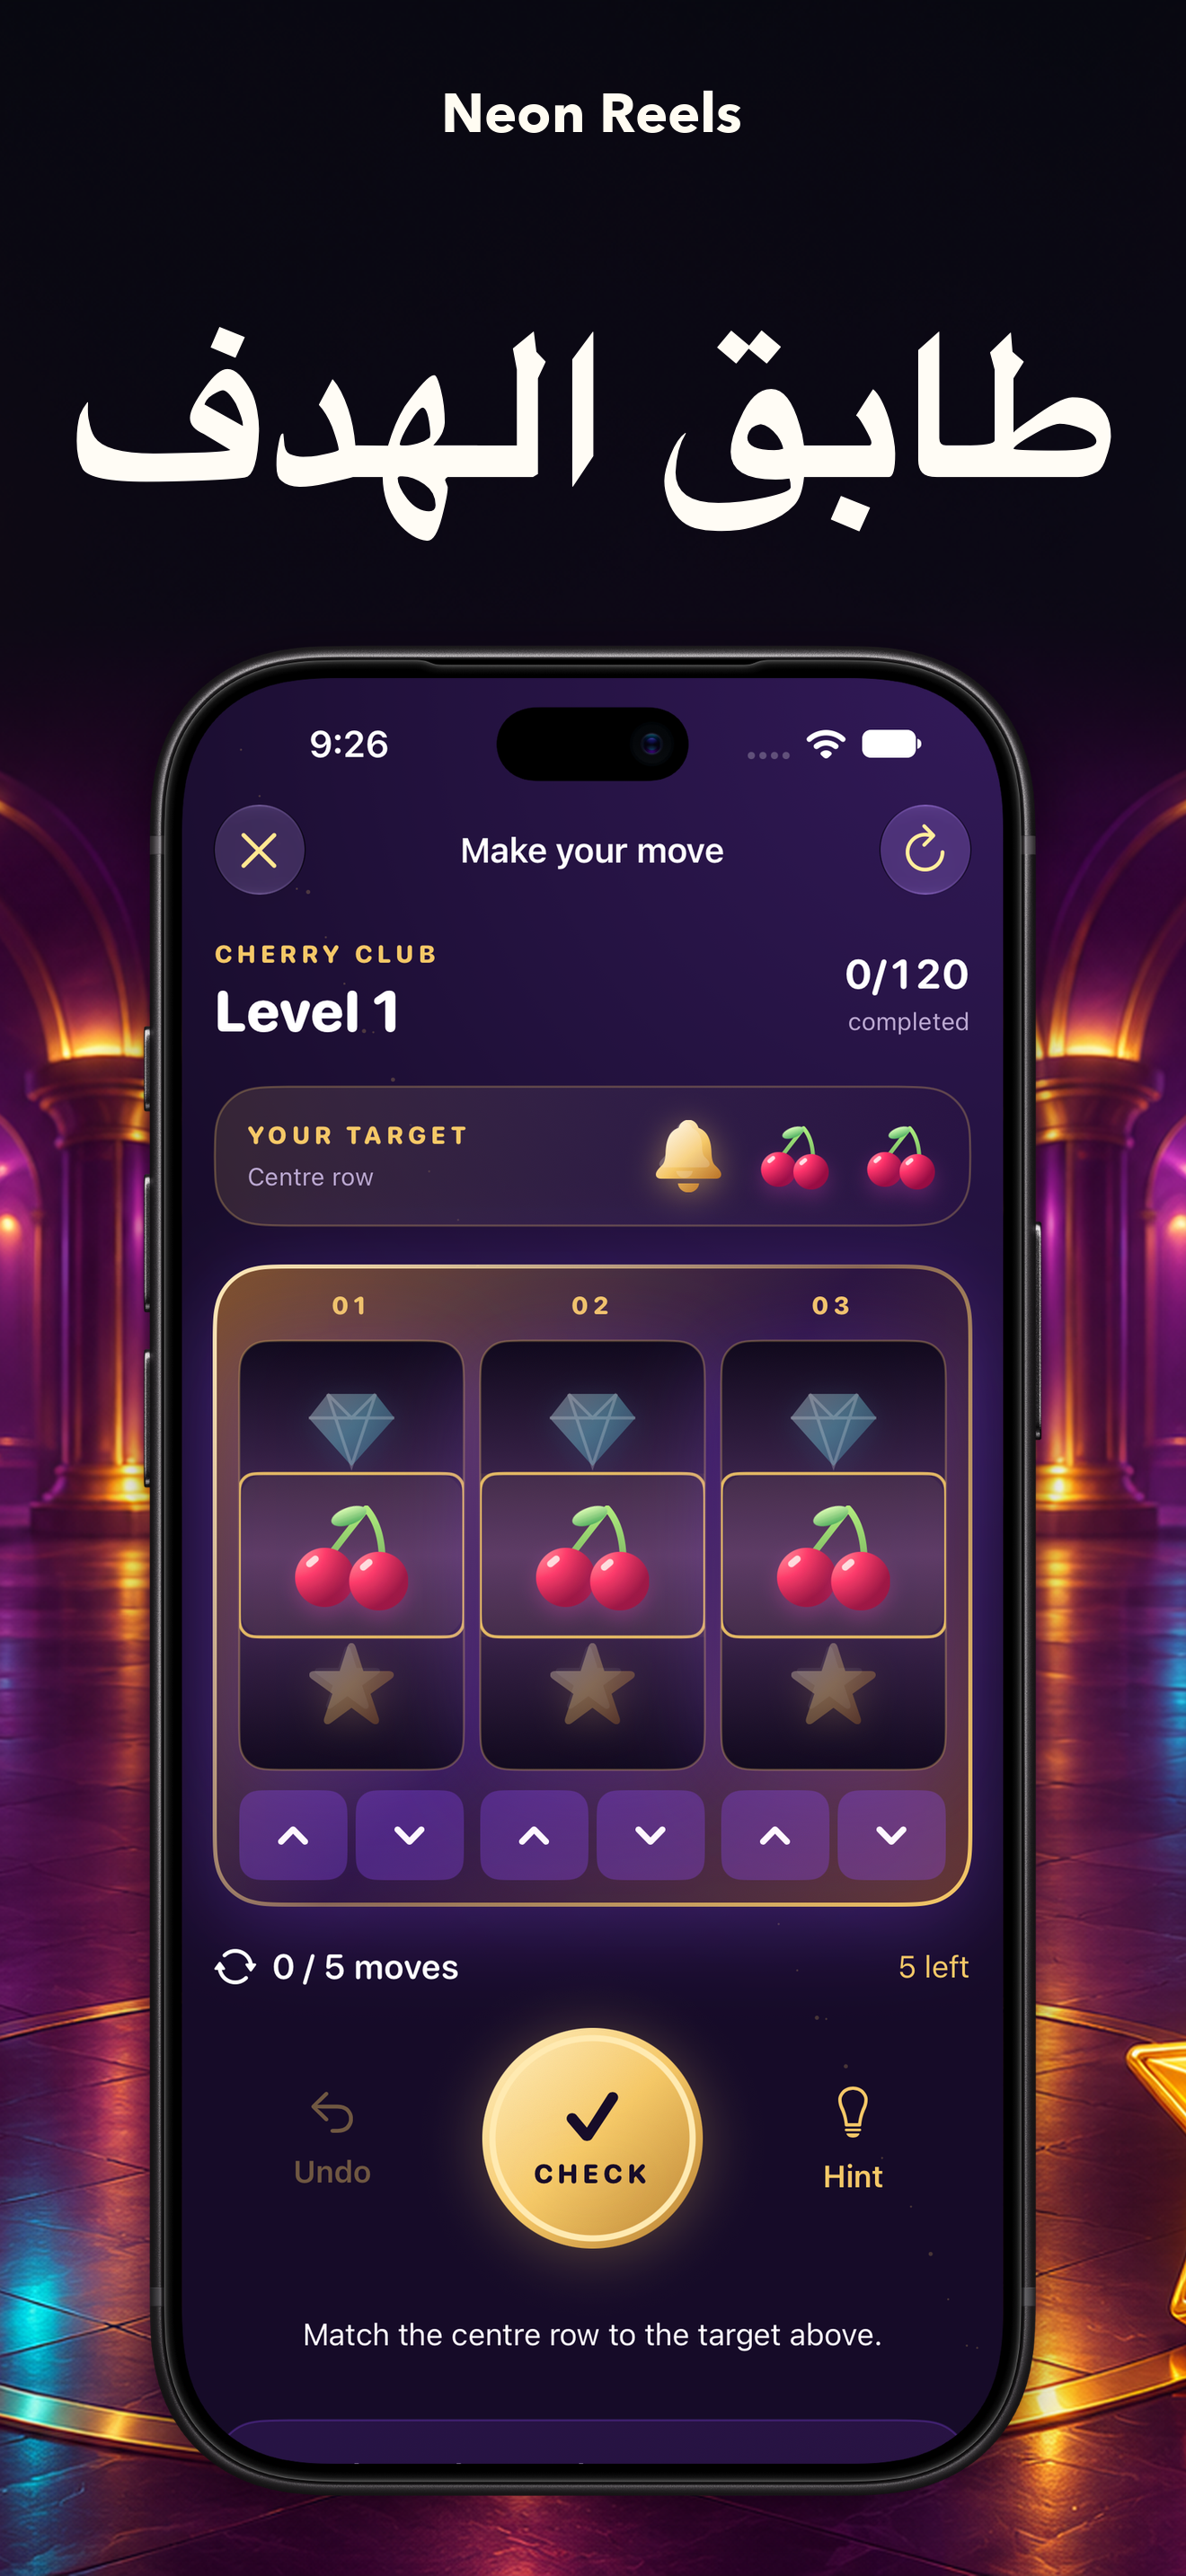 Neon Reels
طابق الهدف
9:26
Make your move
CHERRY CLUB
Level 1
0/120
completed
YOUR TARGET
Centre row
01 02 03
0 / 5 moves
5 left
Undo
CHECK
Hint
Match the centre row to the target above.